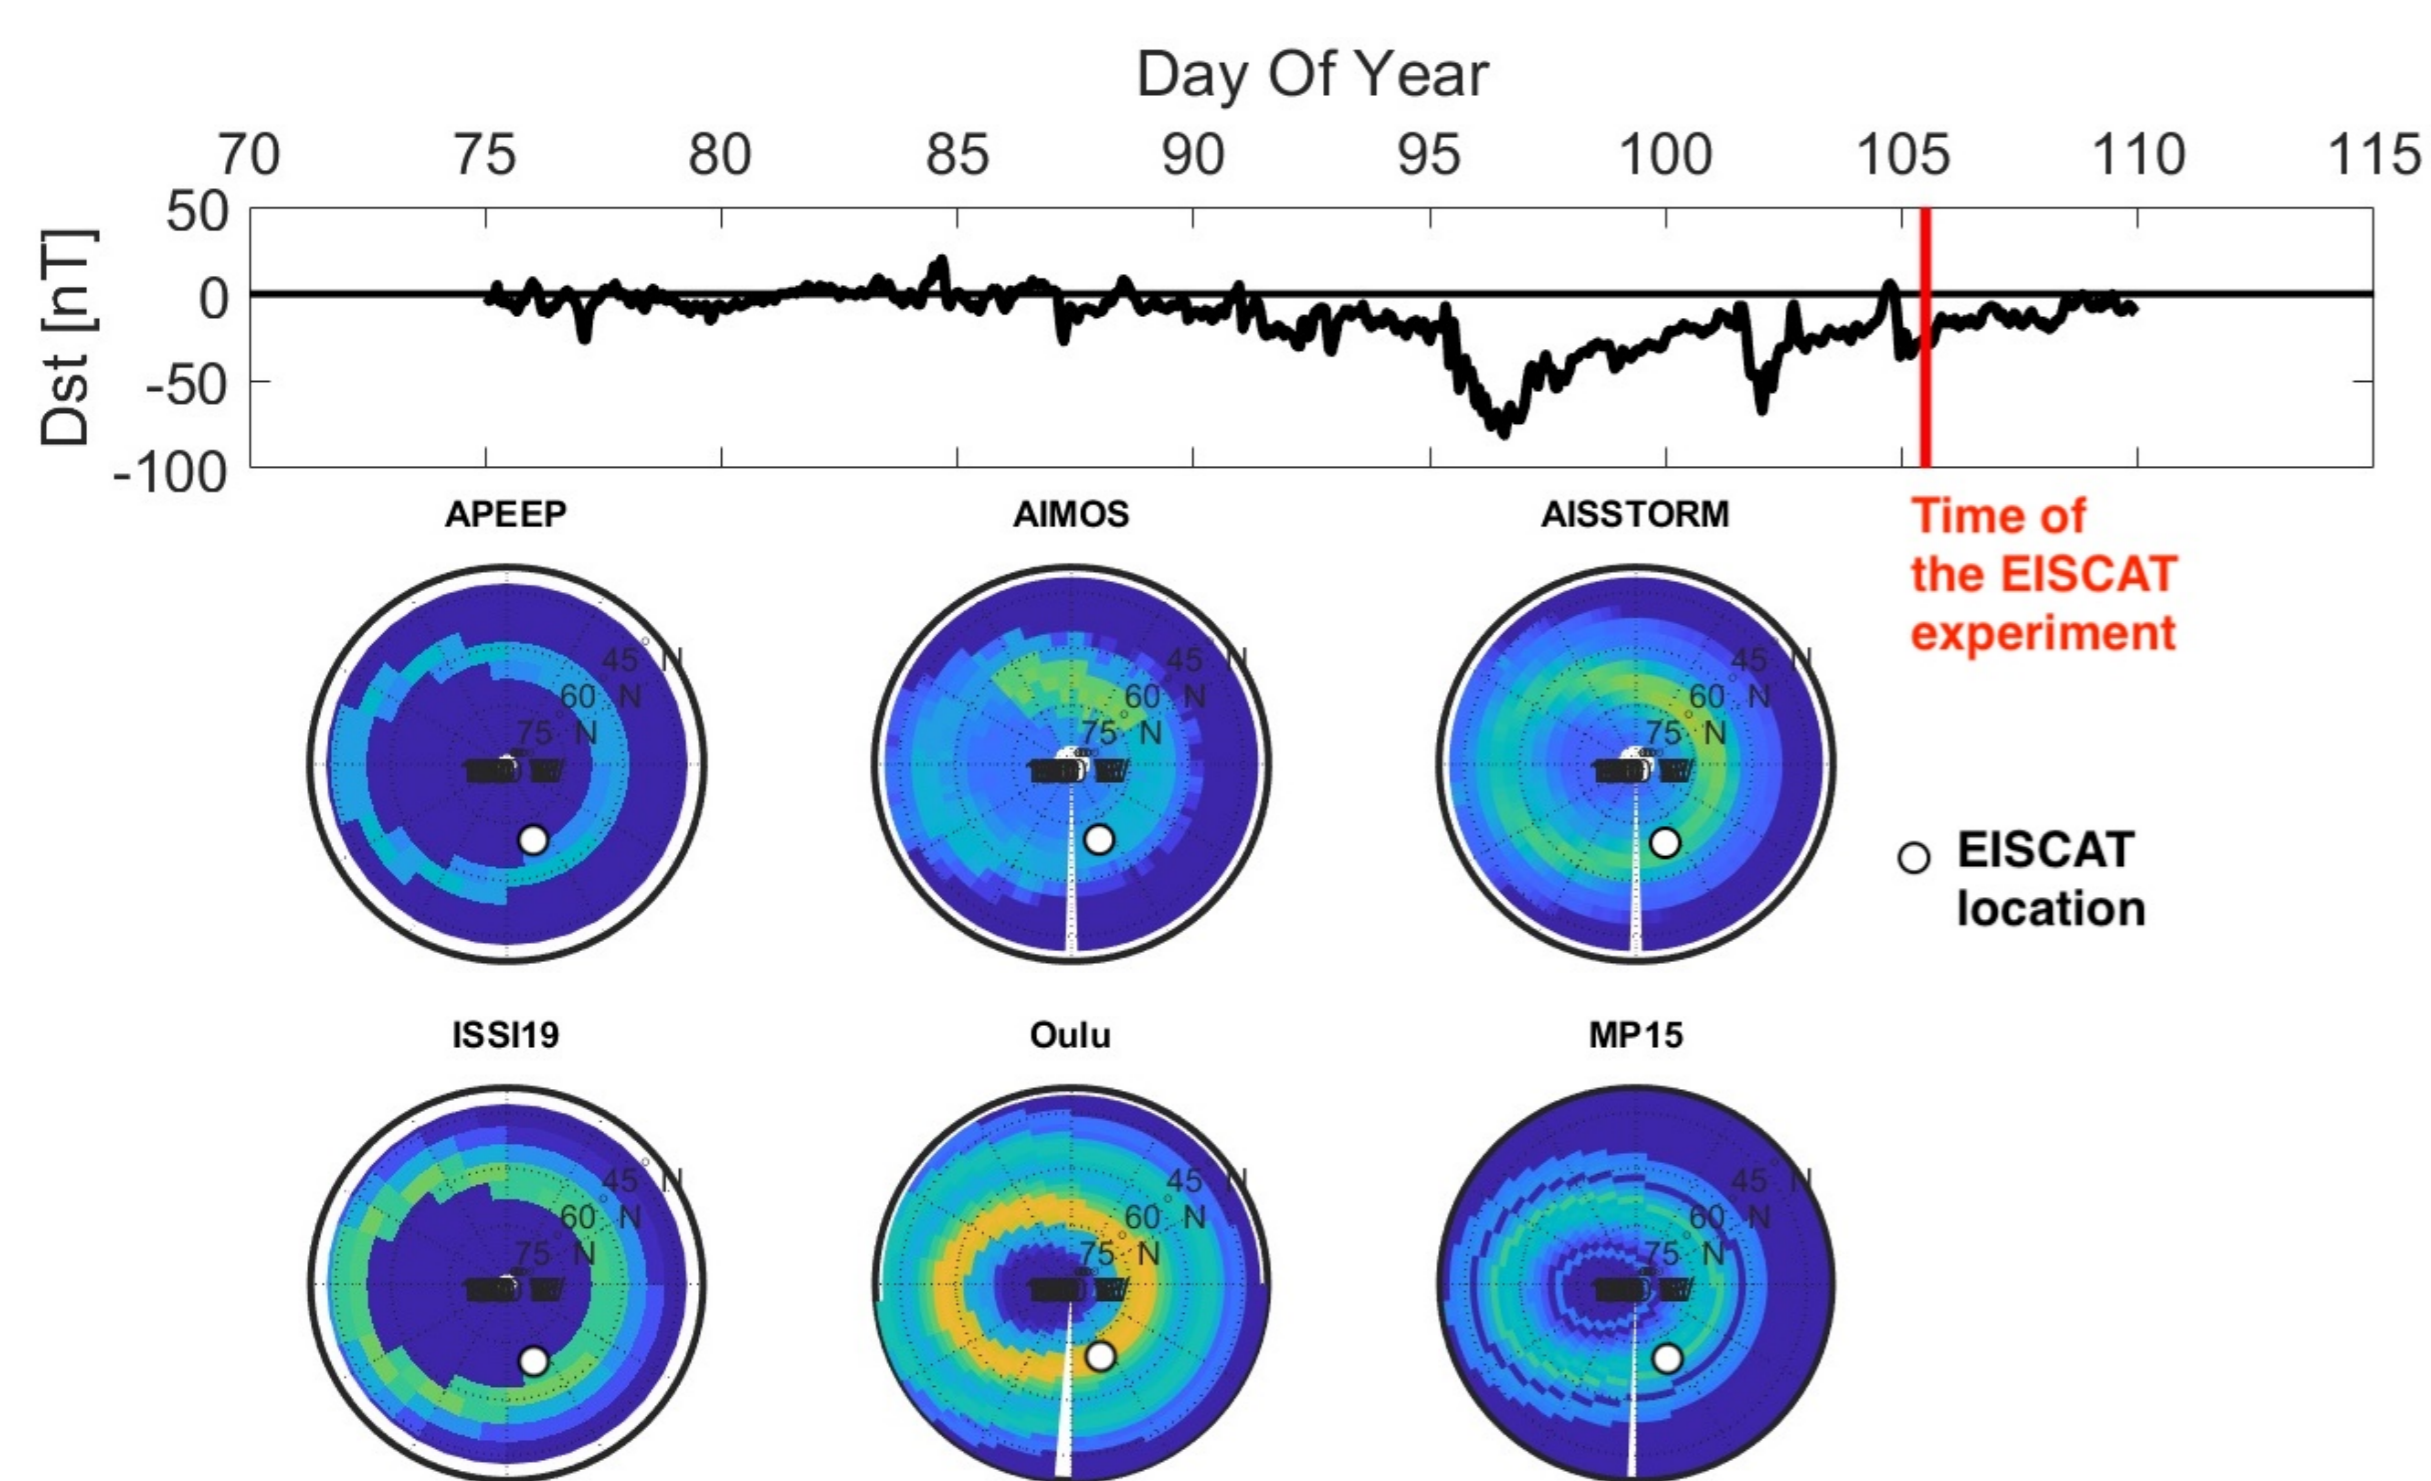 Day Of Year
70 75 80 85 90 95 100 105 110 115
50
0
-50
-100
Dst [nT]
APEEP AIMOS AISSTORM
Time of
the EISCAT
experiment
45° N 45° N 45° N
60° N 60° N 60° N
75° N 75° N 75° N
EISCAT
location
ISSI19 Oulu MP15
45° N 45° N 45° N
60° N 60° N 60° N
75° N 75° N 75° N